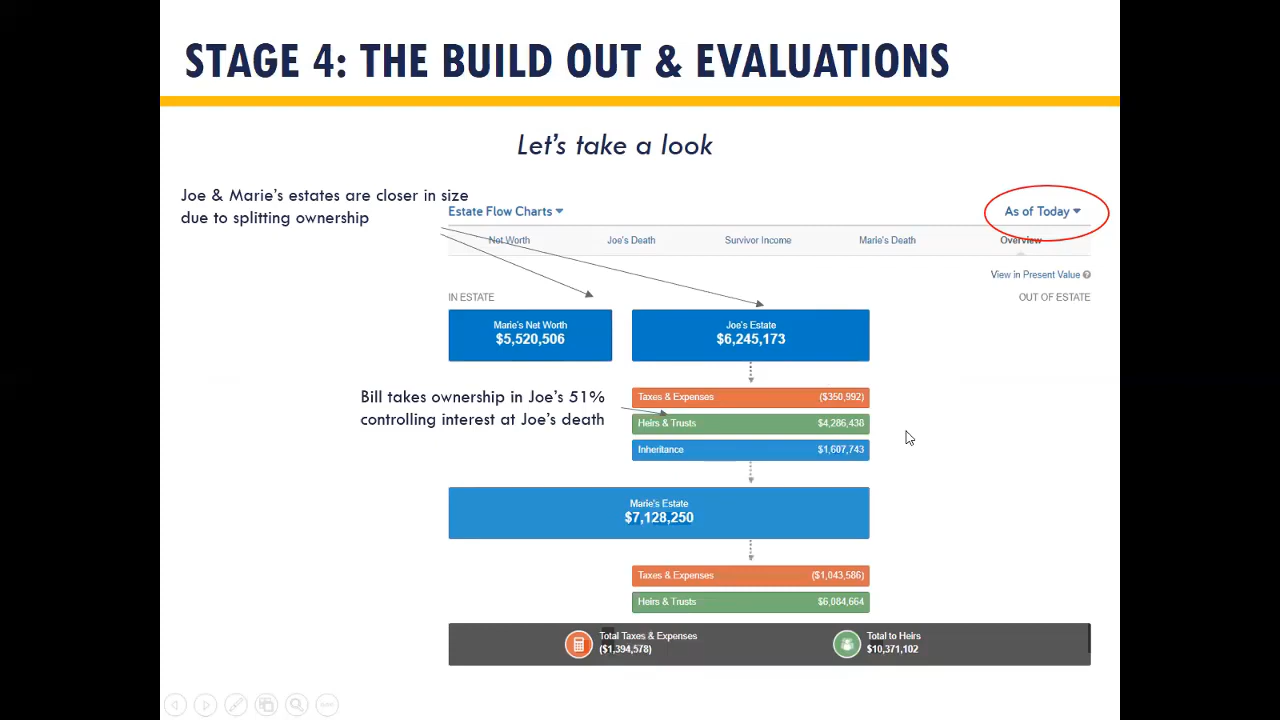 STAGE 4: THE BUILD OUT & EVALUATIONS
Let's take a look
Joe & Marie's estates are closer in size
due to splitting ownership
Estate Flow Charts
As of Today
Net Worth
Joe's Death
Survivor Income
Marie's Death
Overview
View in Present Value
IN ESTATE
OUT OF ESTATE
Marie's Net Worth
$5,520,506
Joe's Estate
$6,245,173
Bill takes ownership in Joe's 51%
controlling interest at Joe's death
Taxes & Expenses ($350,992)
Heirs & Trusts $4,286,438
Inheritance $1,607,743
Marie's Estate
$7,128,250
Taxes & Expenses ($1,043,586)
Heirs & Trusts $6,084,664
Total Taxes & Expenses
($1,394,578)
Total to Heirs
$10,371,102